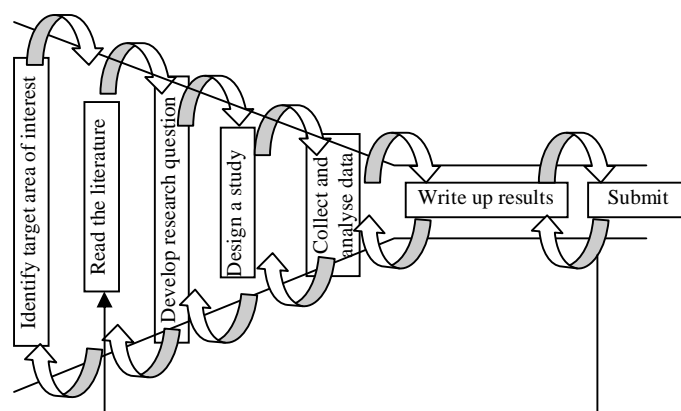 Identify target area of interest
Read the literature
Develop research question
Design a study
Collect and
analyse data
Write up results
Submit